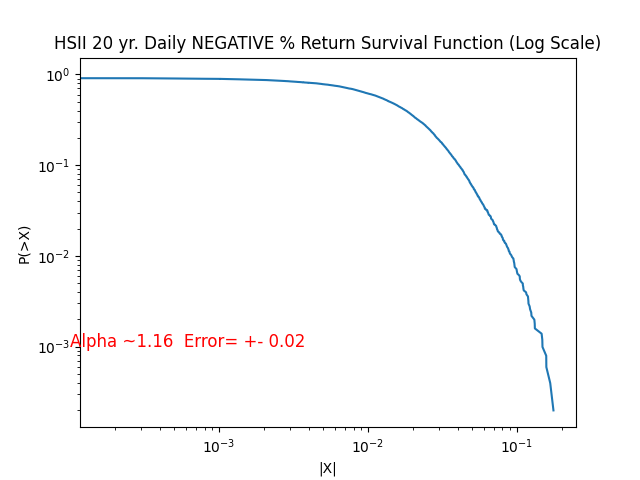 HSII 20 yr. Daily NEGATIVE % Return Survival Function (Log Scale)
10⁰
10⁻¹
10⁻²
10⁻³
P(>X)
Alpha ~1.16 Error= +- 0.02
10⁻³ 10⁻² 10⁻¹
|X|